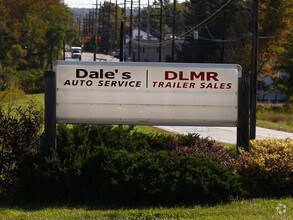 Dale's
AUTO SERVICE
DLMR
TRAILER SALES